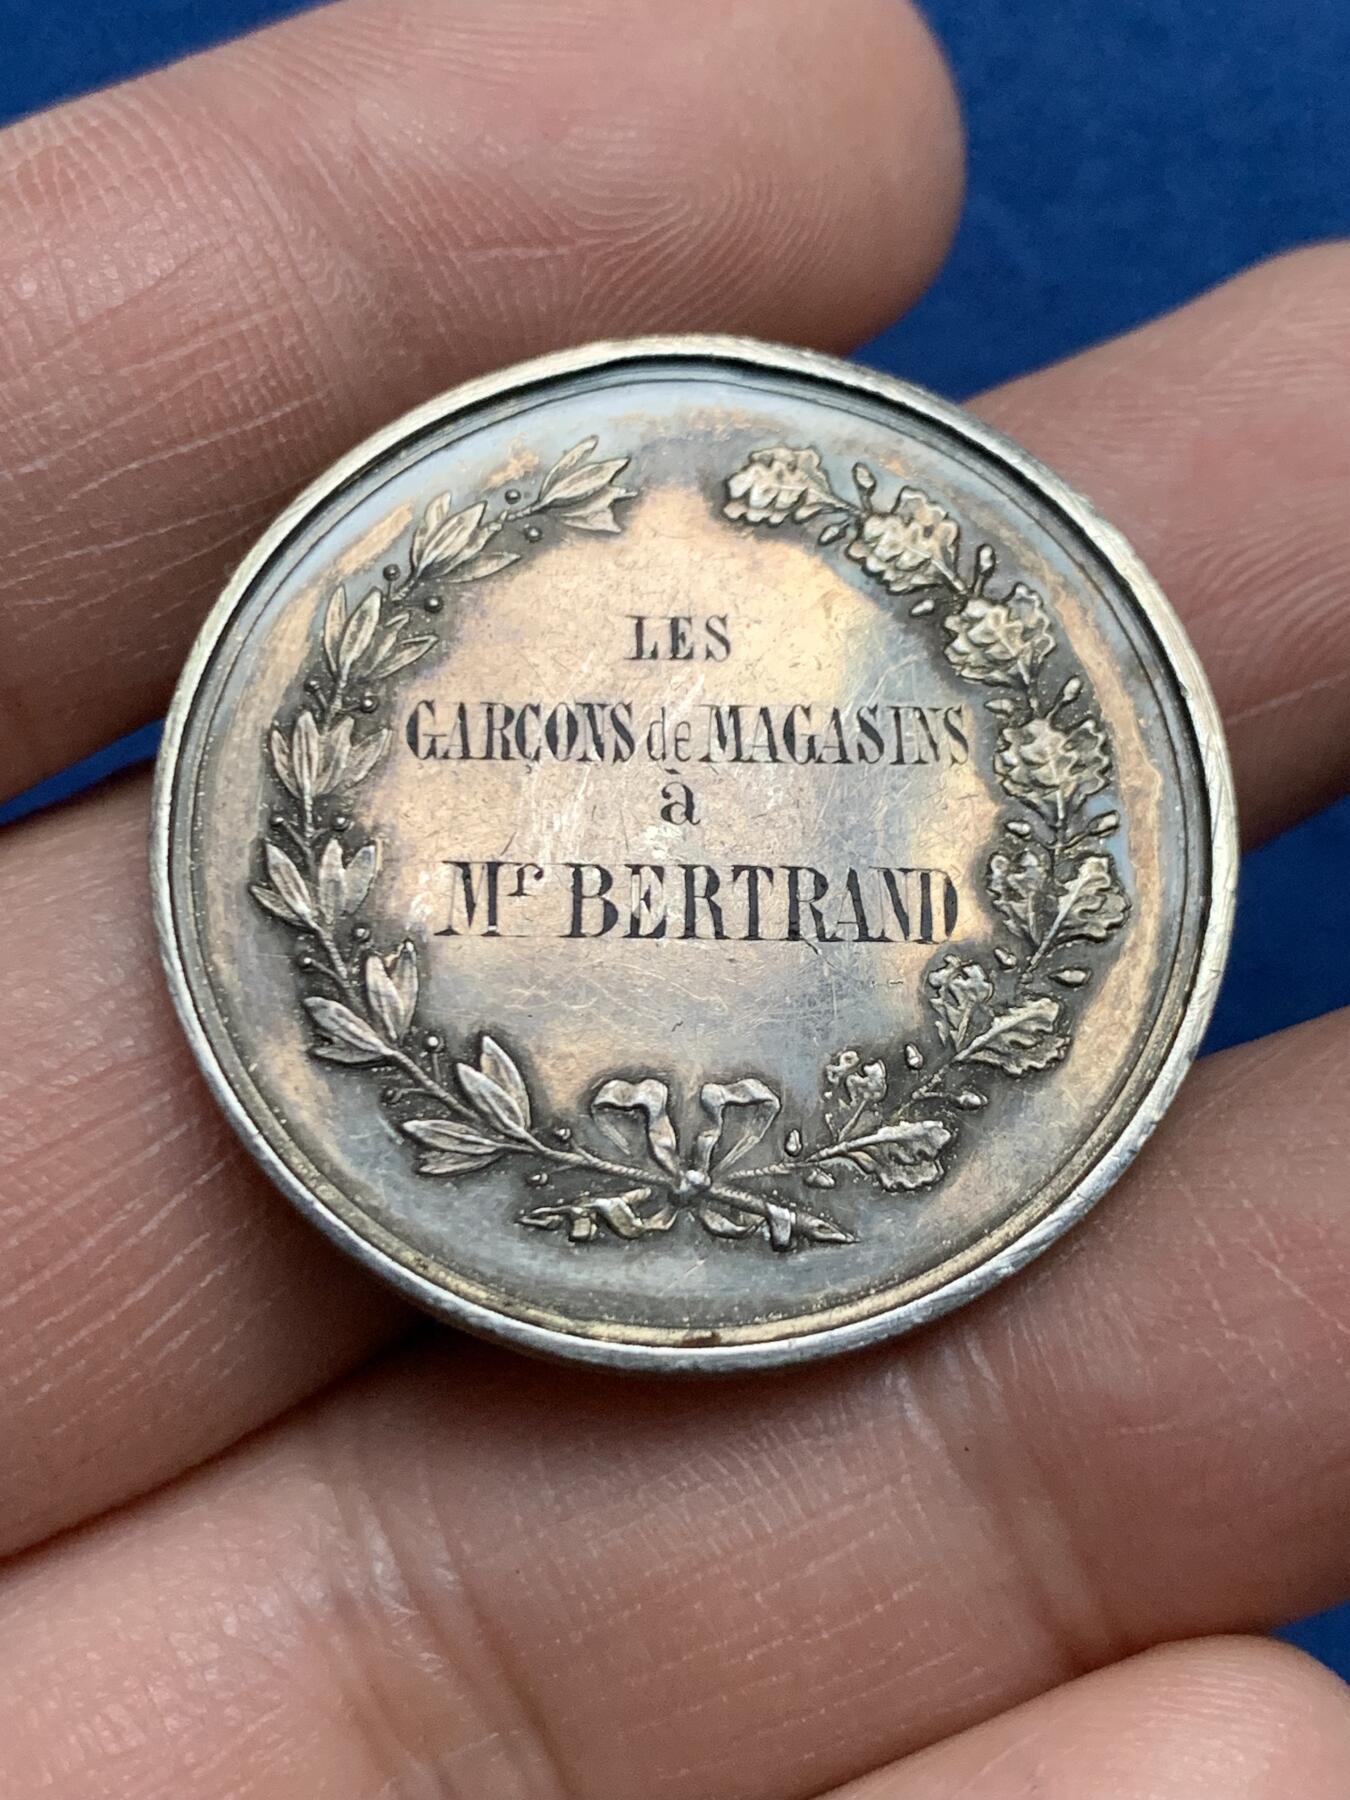 LES
GARÇONS de MAGASINS
à
Mr BERTRAND